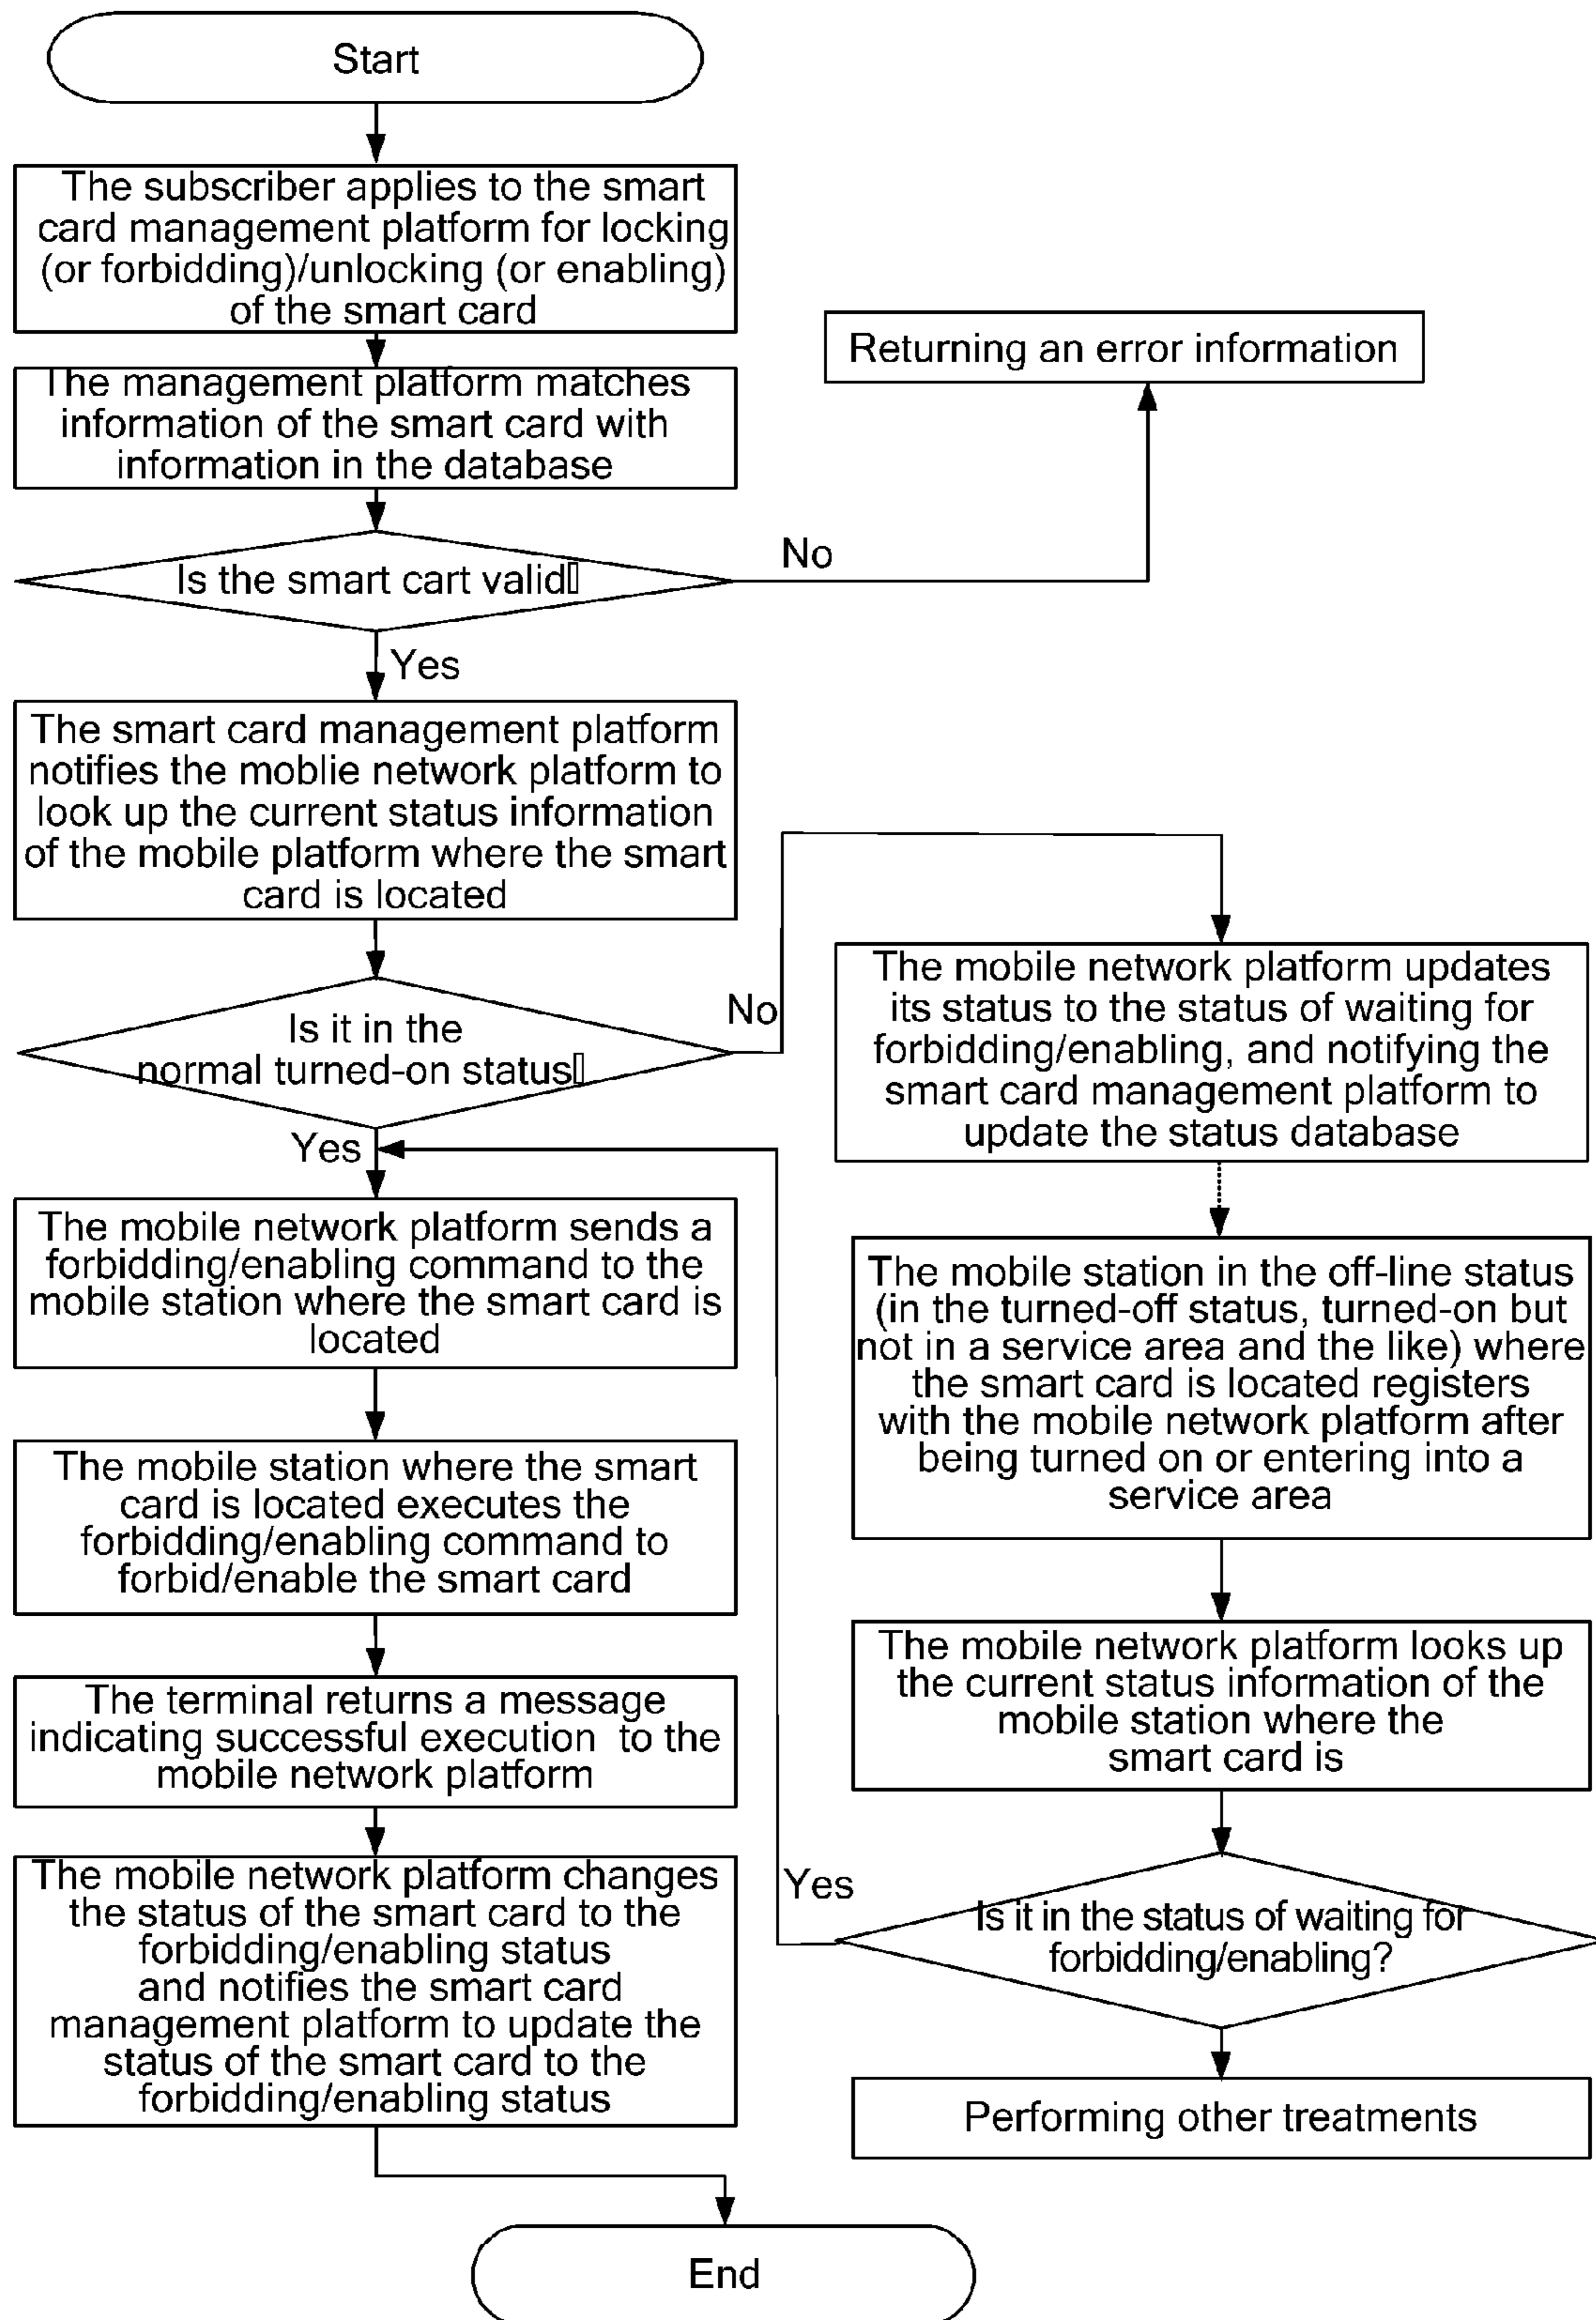 Start
The subscriber applies to the smart
card management platform for locking
(or forbidding)/unlocking (or enabling)
of the smart card
Returning an error information
The management platform matches
information of the smart card with
information in the database
No
Is the smart cart valid
Yes
The smart card management platform
notifies the moblie network platform to
look up the current status information
of the mobile platform where the smart
card is located
No
Is it in the
normal turned-on status
The mobile network platform updates
its status to the status of waiting for
forbidding/enabling, and notifying the
smart card management platform to
update the status database
Yes
The mobile network platform sends a
forbidding/enabling command to the
mobile station where the smart card is
located
The mobile station in the off-line status
(in the turned-off status, turned-on but
not in a service area and the like) where
the smart card is located registers
with the mobile network platform after
being turned on or entering into a
service area
The mobile station where the smart
card is located executes the
forbidding/enabling command to
forbid/enable the smart card
The mobile network platform looks up
the current status information of the
mobile station where the
smart card is
The terminal returns a message
indicating successful execution to the
mobile network platform
The mobile network platform changes
the status of the smart card to the
forbidding/enabling status
and notifies the smart card
management platform to update the
status of the smart card to the
forbidding/enabling status
Yes
Is it in the status of waiting for
forbidding/enabling?
Performing other treatments
End